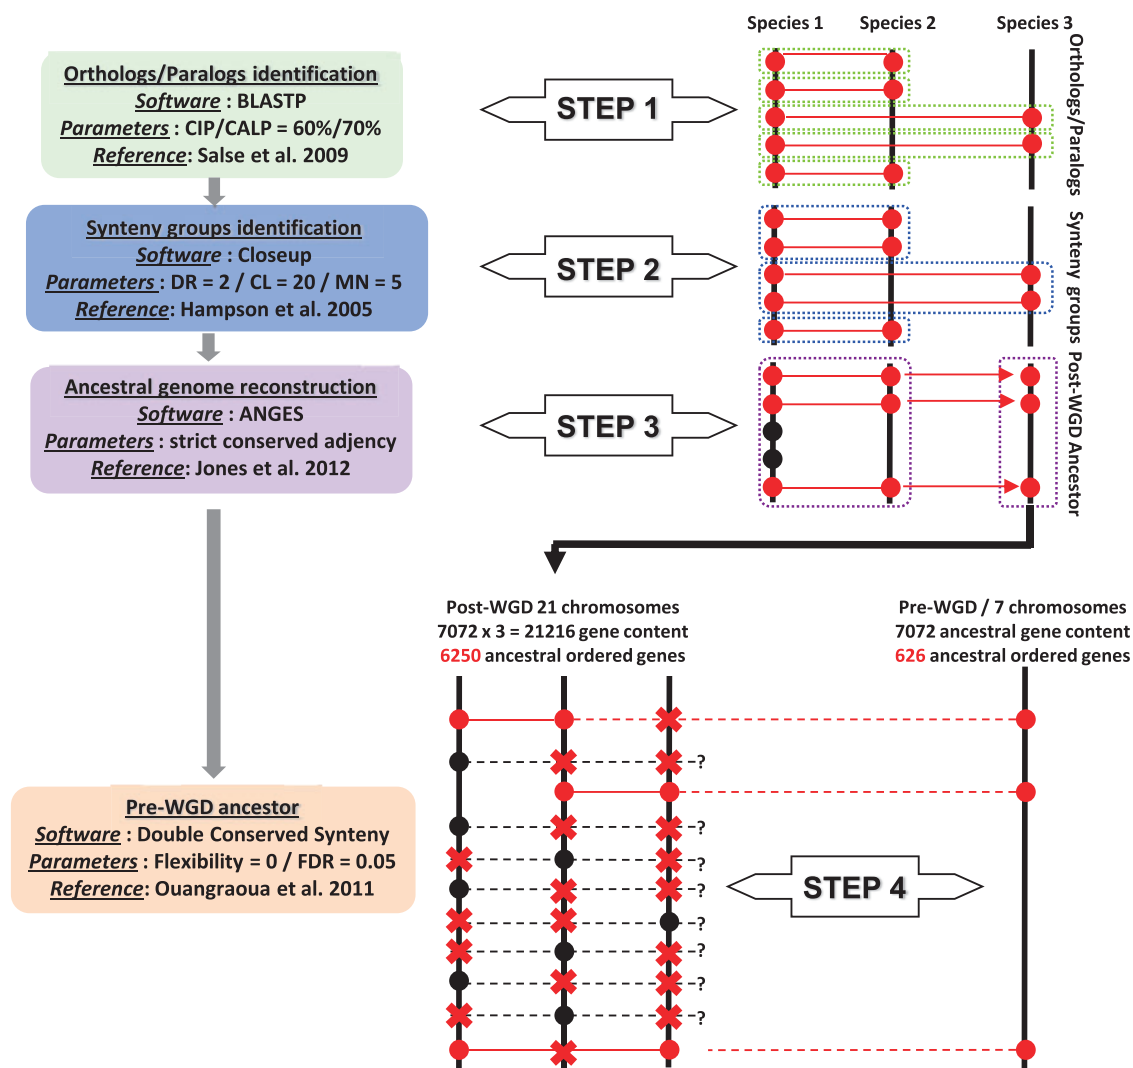 Species 1
Species 2
Species 3
Orthologs/Paralogs identification
Software : BLASTP
Parameters : CIP/CALP = 60%/70%
Reference: Salse et al. 2009
STEP 1
Orthologs/Paralogs
Synteny groups identification
Software : Closeup
Parameters : DR = 2 / CL = 20 / MN = 5
Reference: Hampson et al. 2005
STEP 2
Synteny groups
Ancestral genome reconstruction
Software : ANGES
Parameters : strict conserved adjency
Reference: Jones et al. 2012
STEP 3
Post-WGD Ancestor
Post-WGD 21 chromosomes
7072 x 3 = 21216 gene content
6250 ancestral ordered genes
Pre-WGD / 7 chromosomes
7072 ancestral gene content
626 ancestral ordered genes
?
?
?
?
?
?
?
?
Pre-WGD ancestor
Software : Double Conserved Synteny
Parameters : Flexibility = 0 / FDR = 0.05
Reference: Ouangraoua et al. 2011
STEP 4